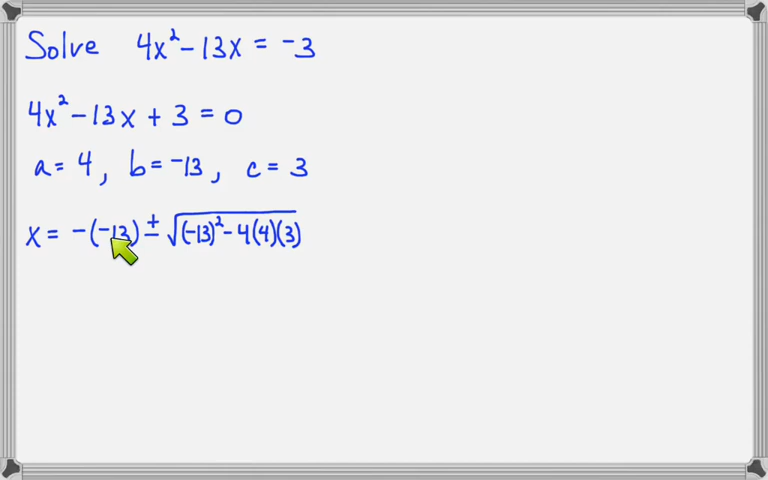 Solve 4x² - 13x = -3
4x² - 13x + 3 = 0
a = 4, b = -13, c = 3
x = -(-13) ± √(-13)² - 4(4)(3)